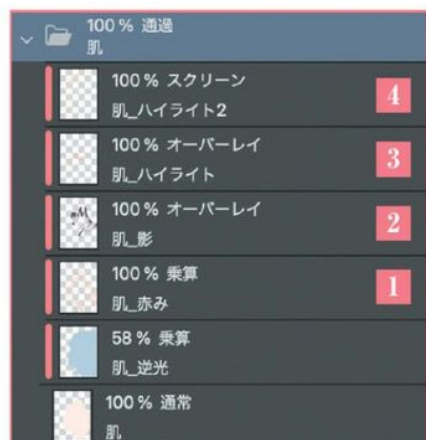 100 % 通過
肌
100 % スクリーン
肌_ハイライト2
4
100 % オーバーレイ
肌_ハイライト
3
100 % オーバーレイ
肌_影
2
100 % 乗算
肌_赤み
1
58 % 乗算
肌_逆光
100 % 通常
肌